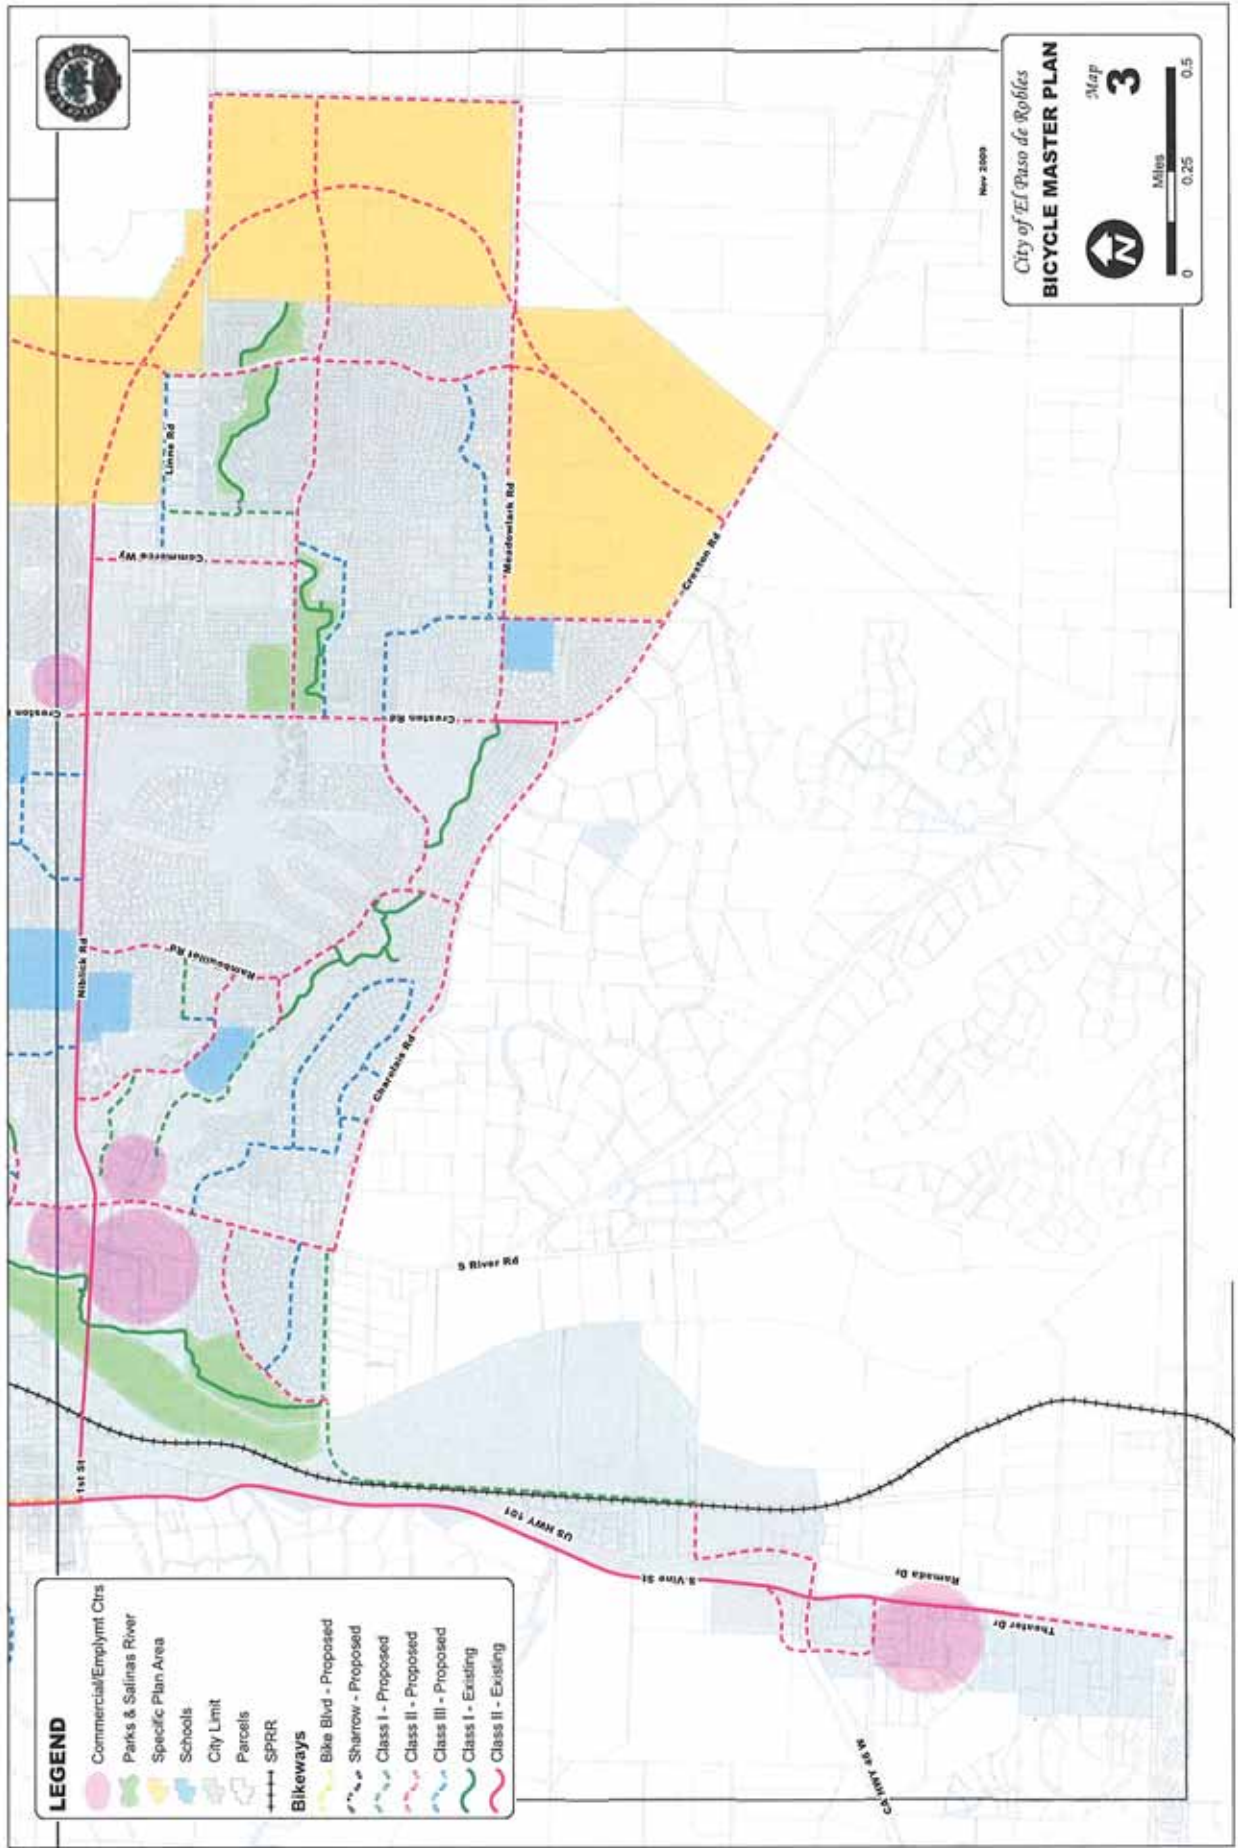 City of El Paso de Robles
BICYCLE MASTER PLAN
Map
3
N
Miles
0
0.25
0.5
Nov 2009
LEGEND
Commercial/Emplymt Ctrs
Parks & Salinas River
Specific Plan Area
Schools
City Limit
Parcels
SPRR
Bikeways
Bike Blvd - Proposed
Sharrow - Proposed
Class I - Proposed
Class II - Proposed
Class III - Proposed
Class I - Existing
Class II - Existing
Linne Rd
Commerce Wy
Meadowlark Rd
Creston Rd
Creston
Creston Rd
Niblick Rd
Rambouillet Rd
Charolais Rd
S River Rd
1st St
US HWY 101
S Vine St
Ramada Dr
Theater Dr
CA HWY 46 W